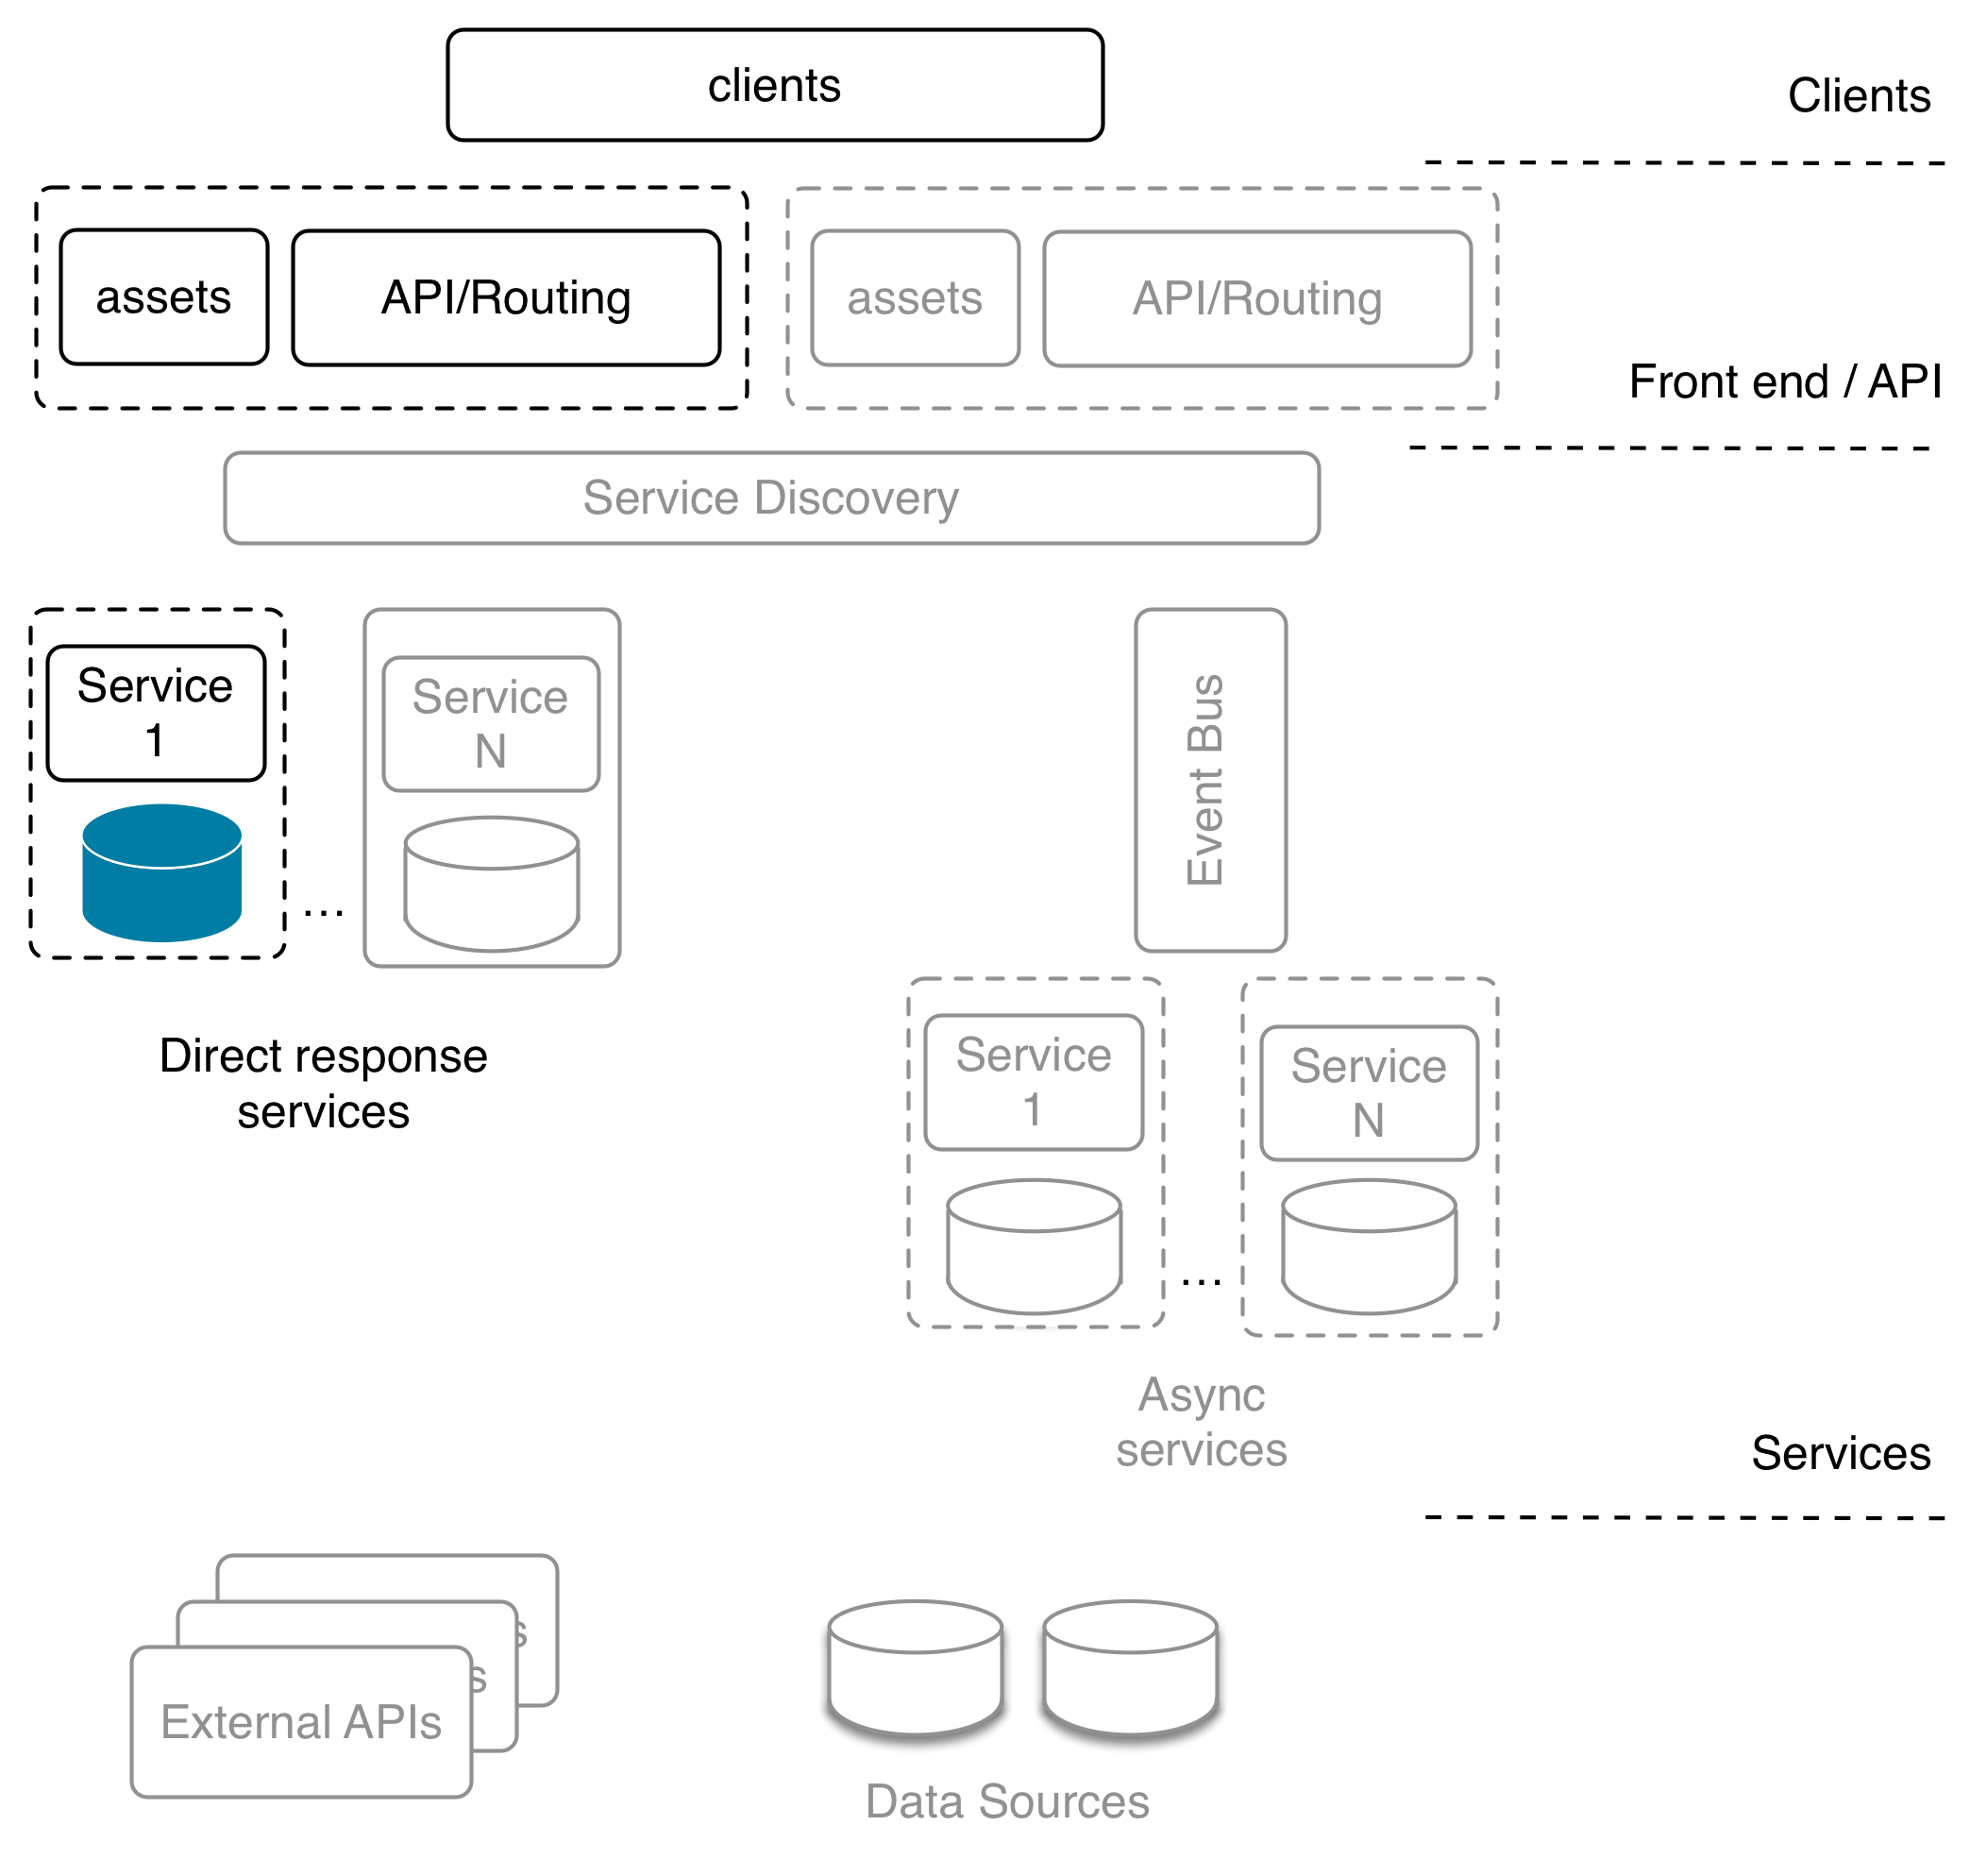 clients
Clients
assets
API/Routing
assets
API/Routing
Front end / API
Service Discovery
Service
1
...
Service
N
Event Bus
Direct response
services
Service
1
...
Service
N
Async
services
Services
s
s
External APIs
Data Sources